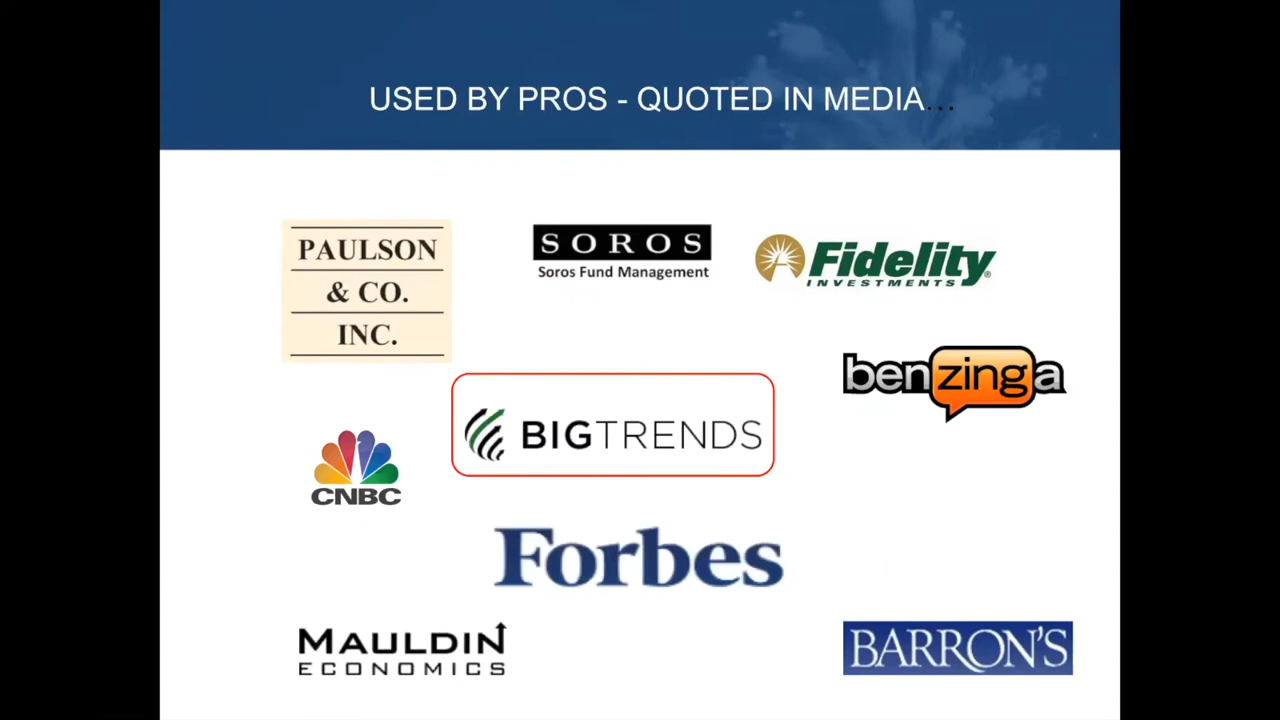 USED BY PROS - QUOTED IN MEDIA...
PAULSON
& CO.
INC.
SOROS
Soros Fund Management
Fidelity
INVESTMENTS®
benzinga
BIGTRENDS
CNBC
Forbes
MAULDIN
ECONOMICS
BARRON'S